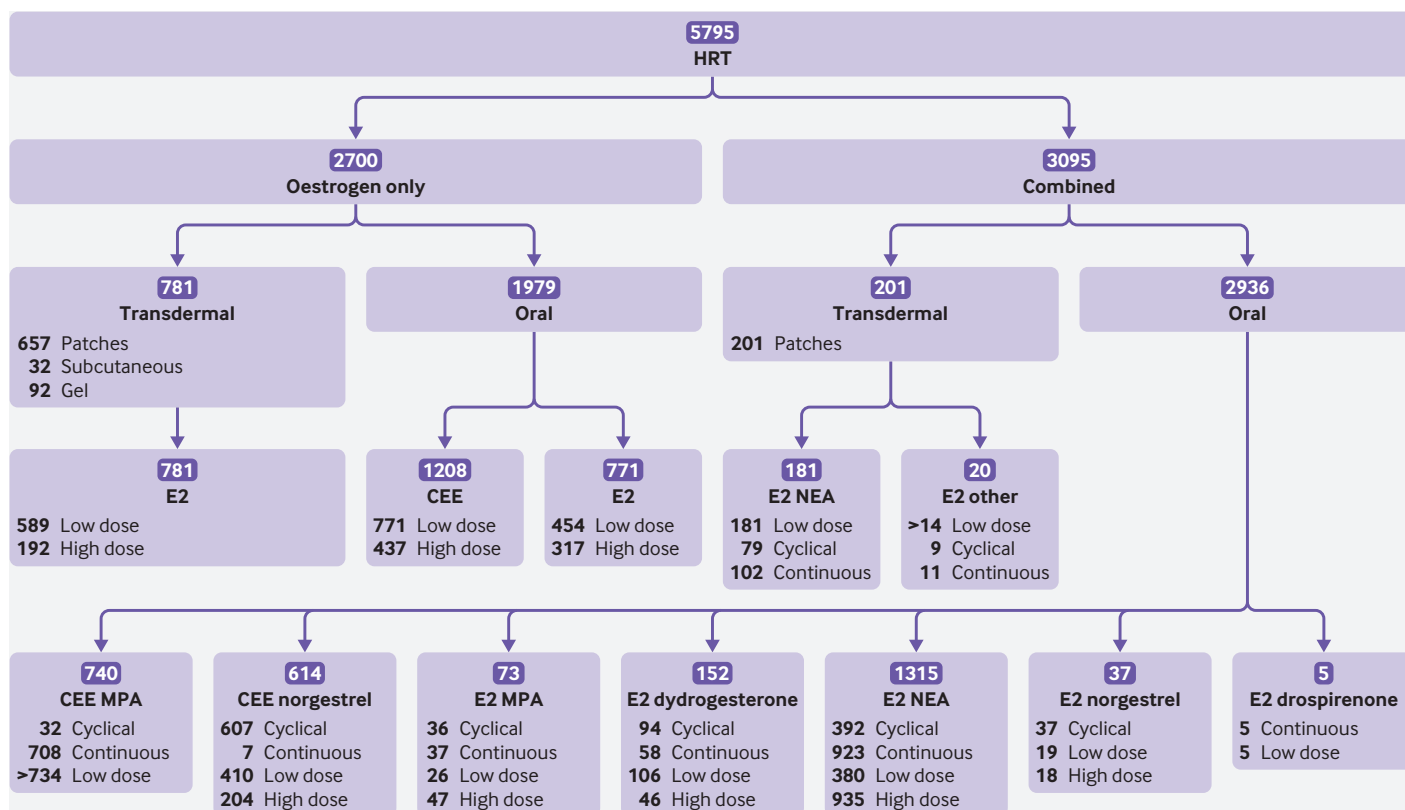 5795
HRT
2700
Oestrogen only
3095
Combined
781
Transdermal
657 Patches
32 Subcutaneous
92 Gel
1979
Oral
201
Transdermal
201 Patches
2936
Oral
781
E2
589 Low dose
192 High dose
1208
CEE
771 Low dose
437 High dose
771
E2
454 Low dose
317 High dose
181
E2 NEA
181 Low dose
79 Cyclical
102 Continuous
20
E2 other
>14 Low dose
9 Cyclical
11 Continuous
740
CEE MPA
32 Cyclical
708 Continuous
>734 Low dose
614
CEE norgestrel
607 Cyclical
7 Continuous
410 Low dose
204 High dose
73
E2 MPA
36 Cyclical
37 Continuous
26 Low dose
47 High dose
152
E2 dydrogesterone
94 Cyclical
58 Continuous
106 Low dose
46 High dose
1315
E2 NEA
392 Cyclical
923 Continuous
380 Low dose
935 High dose
37
E2 norgestrel
37 Cyclical
19 Low dose
18 High dose
5
E2 drospirenone
5 Continuous
5 Low dose